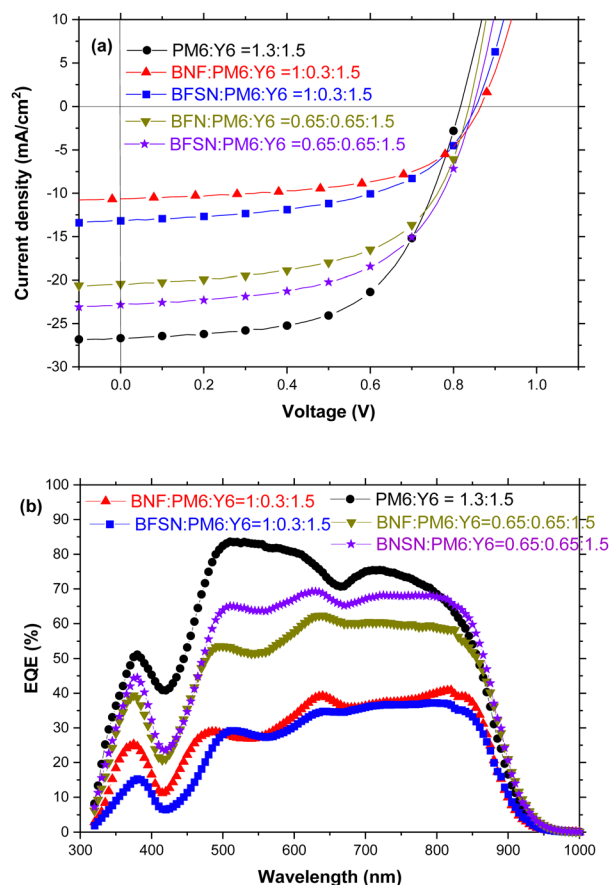 (a)
PM6:Y6 =1.3:1.5
BNF:PM6:Y6 =1:0.3:1.5
BFSN:PM6:Y6 =1:0.3:1.5
BFN:PM6:Y6 =0.65:0.65:1.5
BFSN:PM6:Y6 =0.65:0.65:1.5
Current density (mA/cm²)
10
5
0
-5
-10
-15
-20
-25
-30
0.0
0.2
0.4
0.6
0.8
1.0
Voltage (V)
(b)
BNF:PM6:Y6=1:0.3:1.5
BFSN:PM6:Y6=1:0.3:1.5
PM6:Y6 = 1.3:1.5
BNF:PM6:Y6=0.65:0.65:1.5
BNSN:PM6:Y6=0.65:0.65:1.5
EQE (%)
100
90
80
70
60
50
40
30
20
10
0
300
400
500
600
700
800
900
1000
Wavelength (nm)